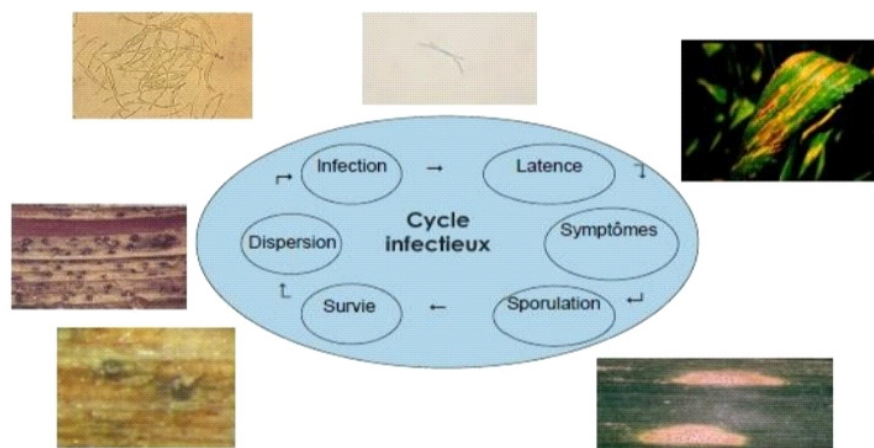 Infection
Latence
Cycle
infectieux
Dispersion
Symptômes
Survie
Sporulation